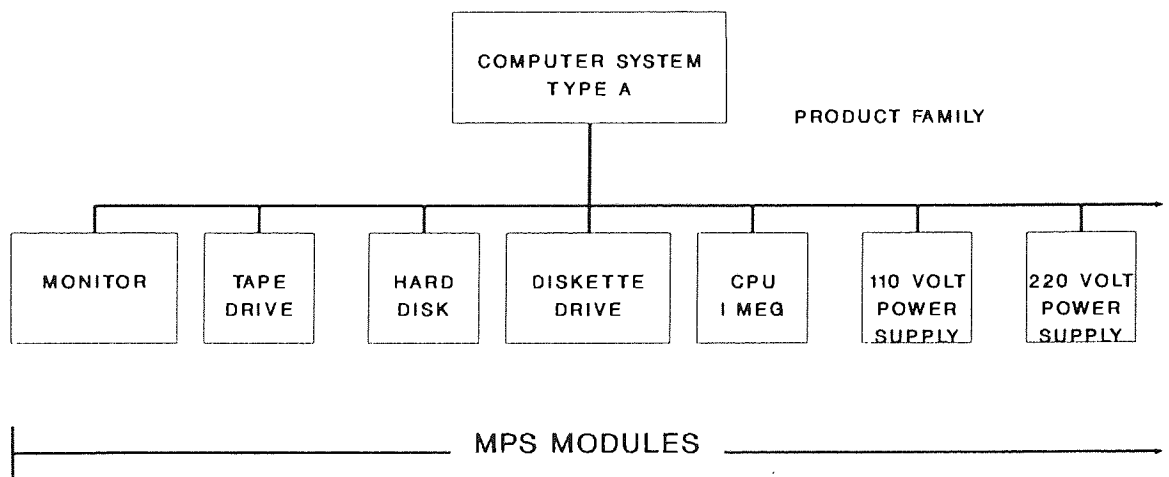 COMPUTER SYSTEM
TYPE A
PRODUCT FAMILY
MONITOR
TAPE
DRIVE
HARD
DISK
DISKETTE
DRIVE
CPU
I MEG
110 VOLT
POWER
SUPPLY
220 VOLT
POWER
SUPPLY
MPS MODULES